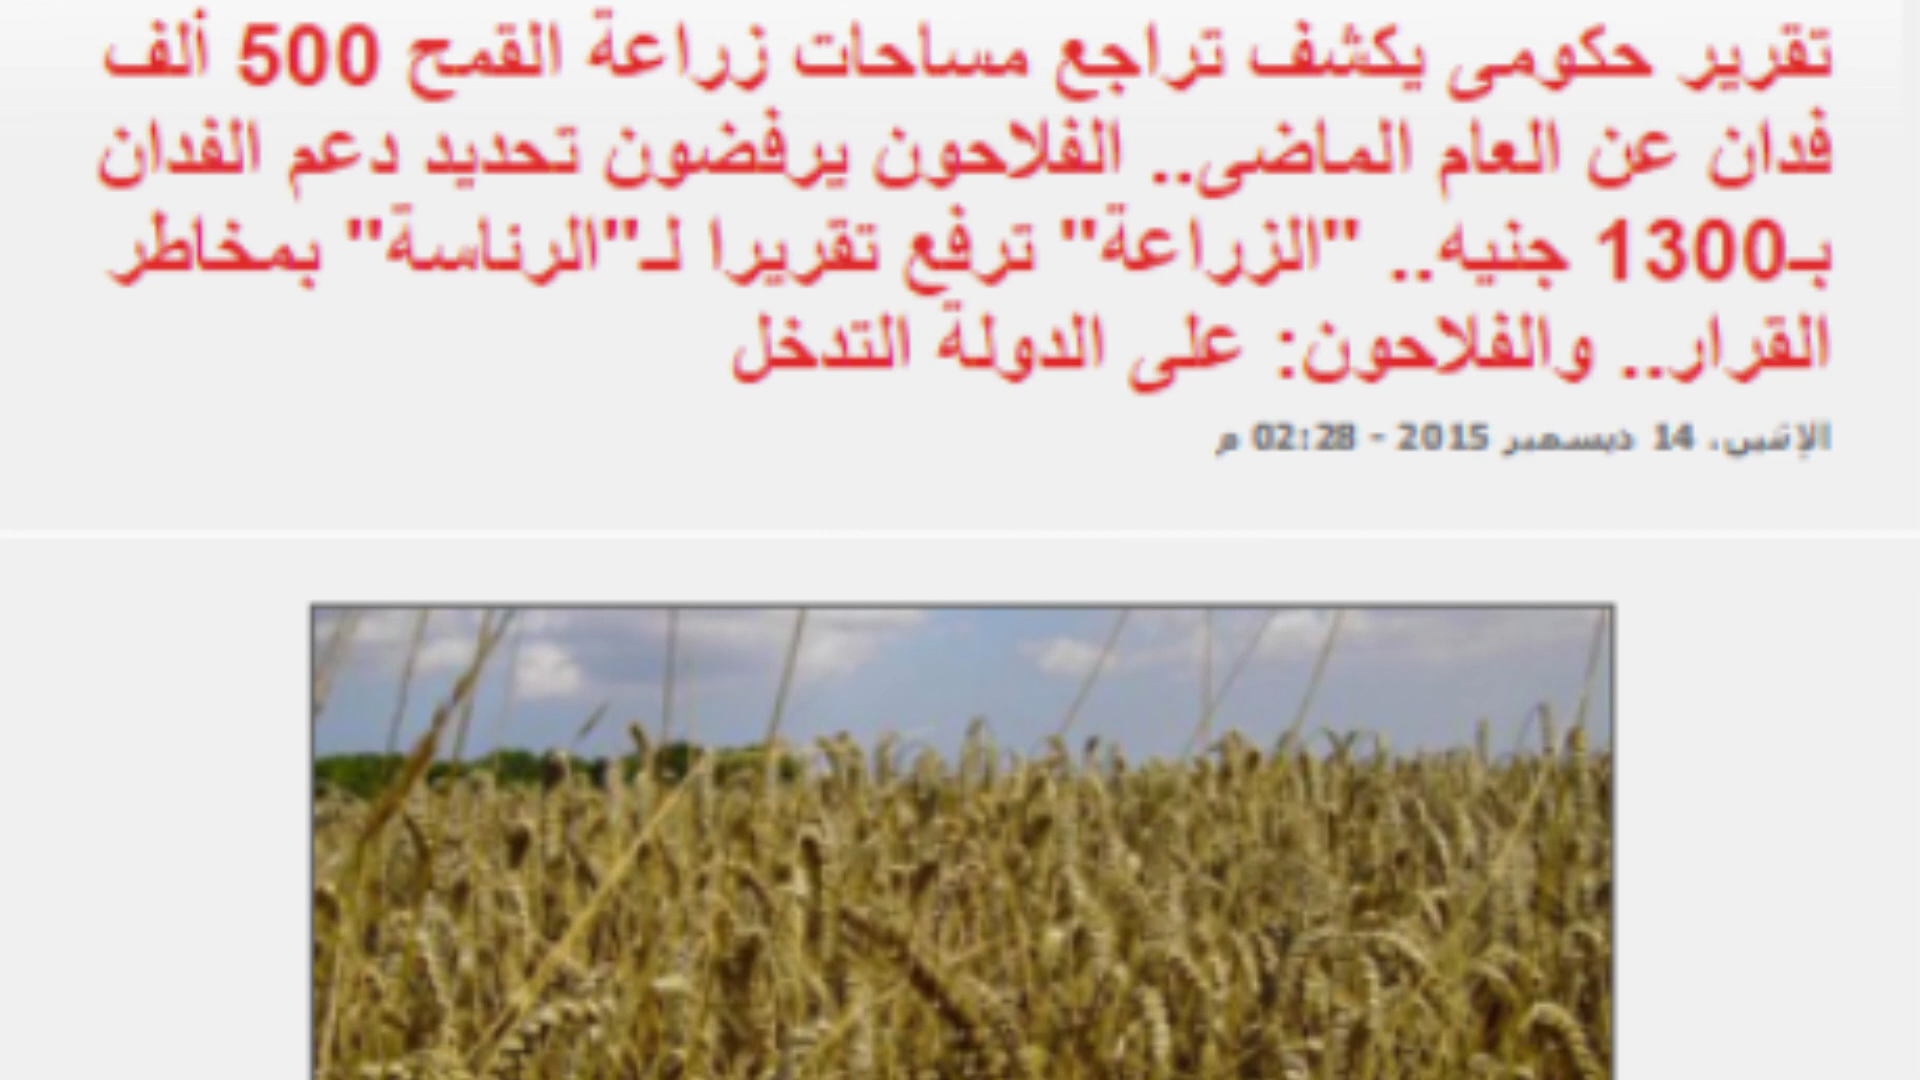 تقرير حكومى يكشف تراجع مساحات زراعة القمح 500 ألف
فدان عن العام الماضى.. الفلاحون يرفضون تحديد دعم الفدان
بـ1300 جنيه.. "الزراعة" ترفع تقريرا لـ"الرئاسة" بمخاطر
القرار.. والفلاحون: على الدولة التدخل
الإثنين، 14 ديسمبر 2015 - 02:28 م